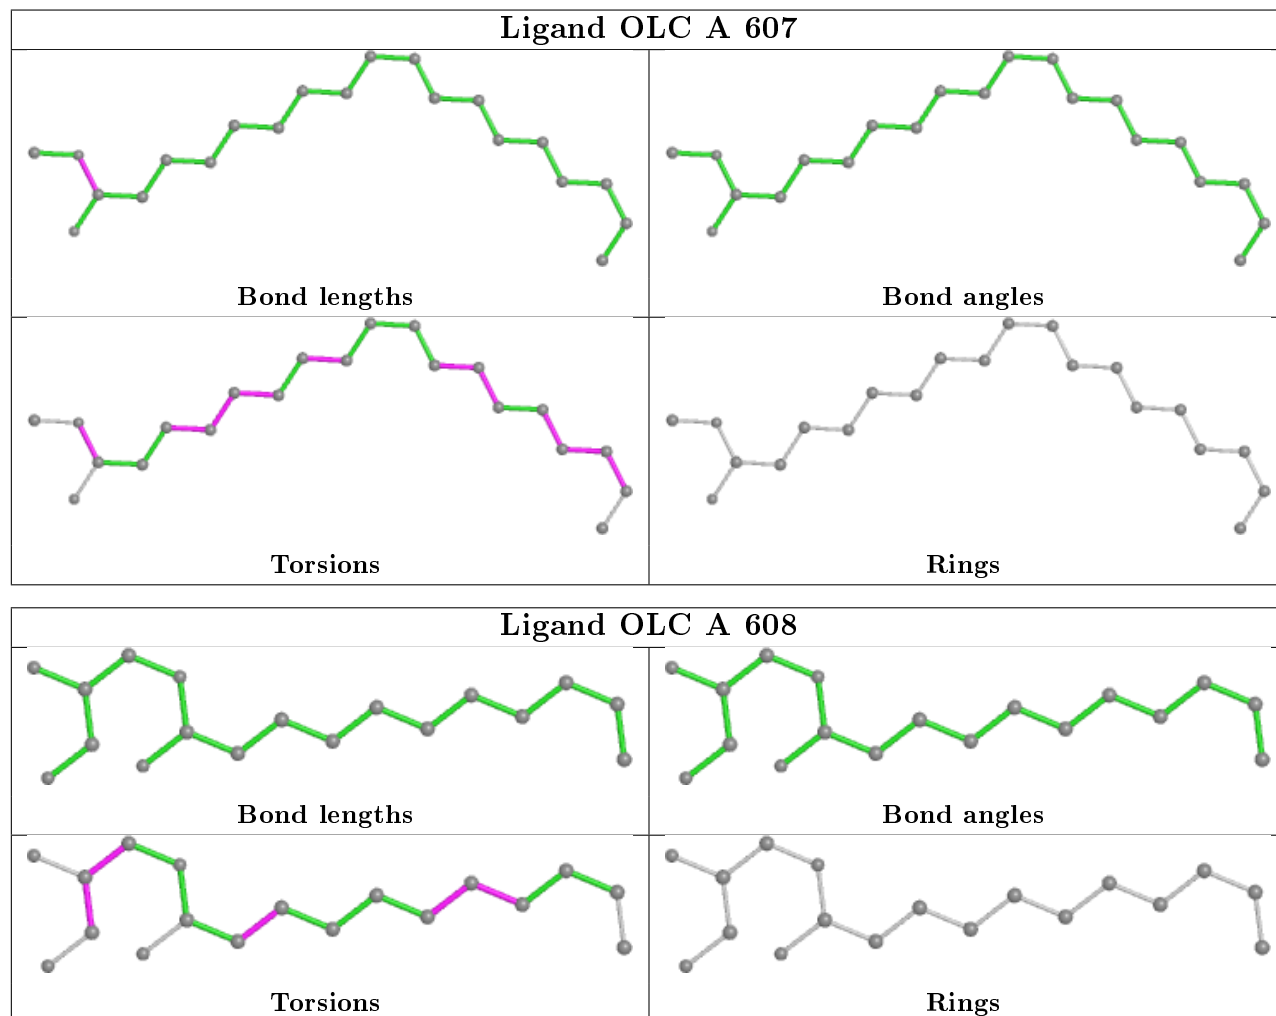 Ligand OLC A 607
Bond lengths
Bond angles
Torsions
Rings
Ligand OLC A 608
Bond lengths
Bond angles
Torsions
Rings